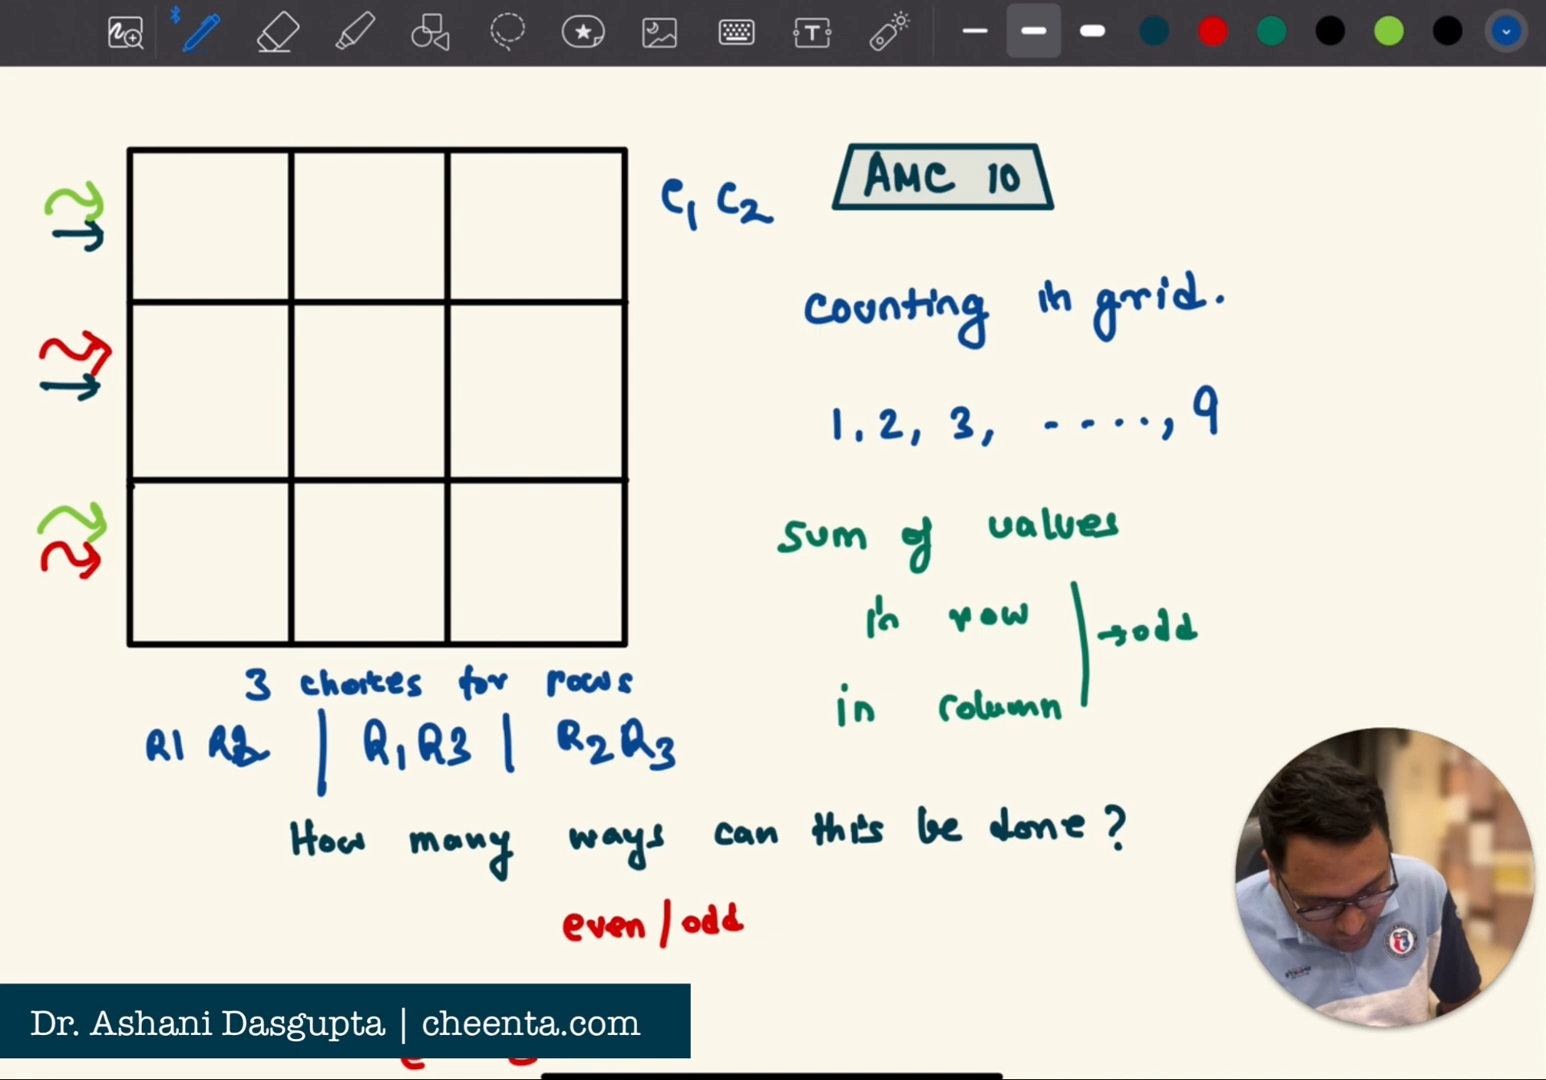 C1 C2
AMC 10
counting in grid.
1, 2, 3, - - - - . . , 9
sum of values
in row
→ odd
in column
3 choices for rows
R1 R2 | R1 R3 | R2 R3
How many ways can this be done?
even / odd
Dr. Ashani Dasgupta | cheenta.com